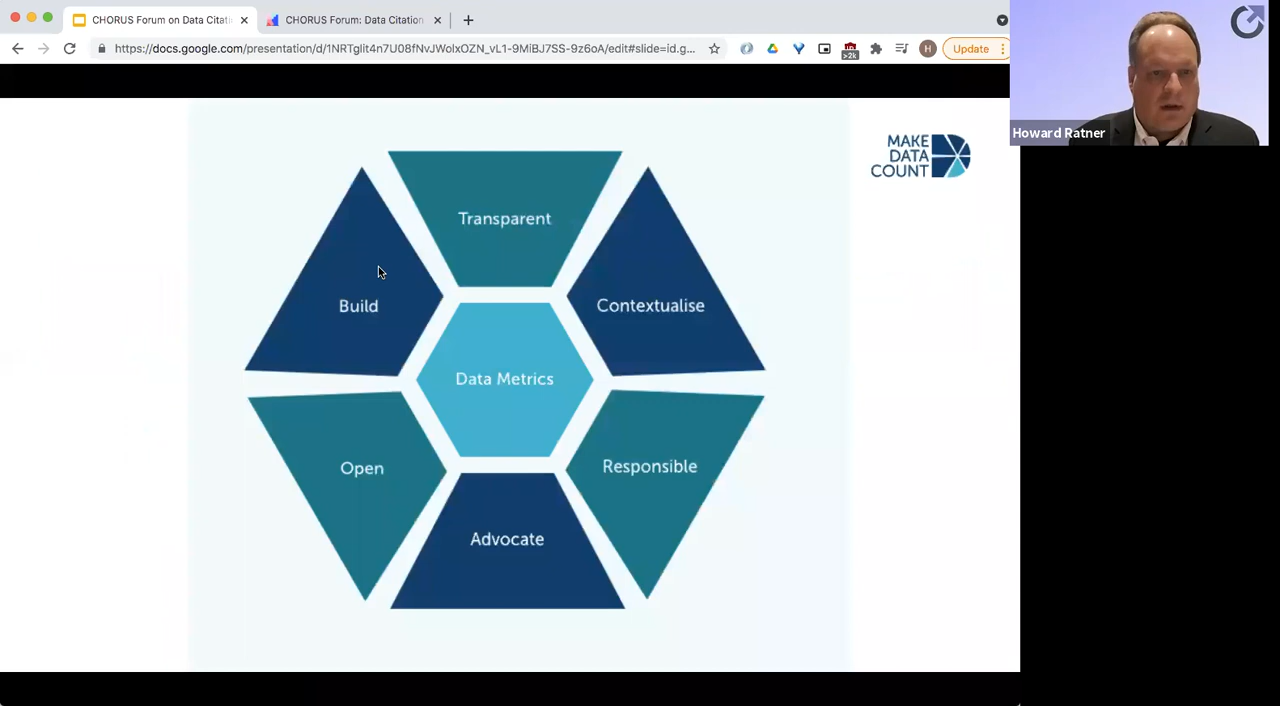 CHORUS Forum on Data Citati
CHORUS Forum: Data Citation
https://docs.google.com/presentation/d/1NRTglit4n7U08fNvJWolxOZN_vL1-9MiBJ7SS-9z6oA/edit#slide=id.g...
>2k
H
Update
Howard Ratner
MAKE
DATA
COUNT
Transparent
Build
Contextualise
Data Metrics
Open
Responsible
Advocate